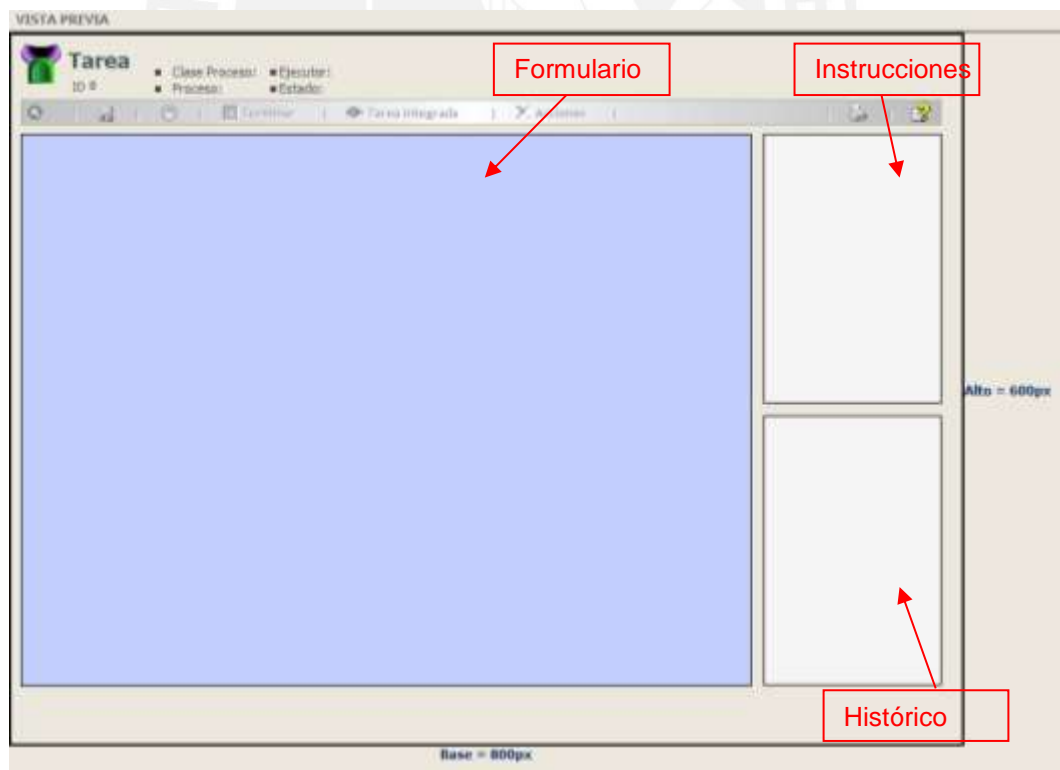 VISTA PREVIA
Tarea
ID #
Clase Proceso:
Ejecutor:
Proceso:
Estado:
Formulario
Instrucciones
Terminar
Tarea integrada
Acciones
Alto = 600px
Histórico
Base = 800px